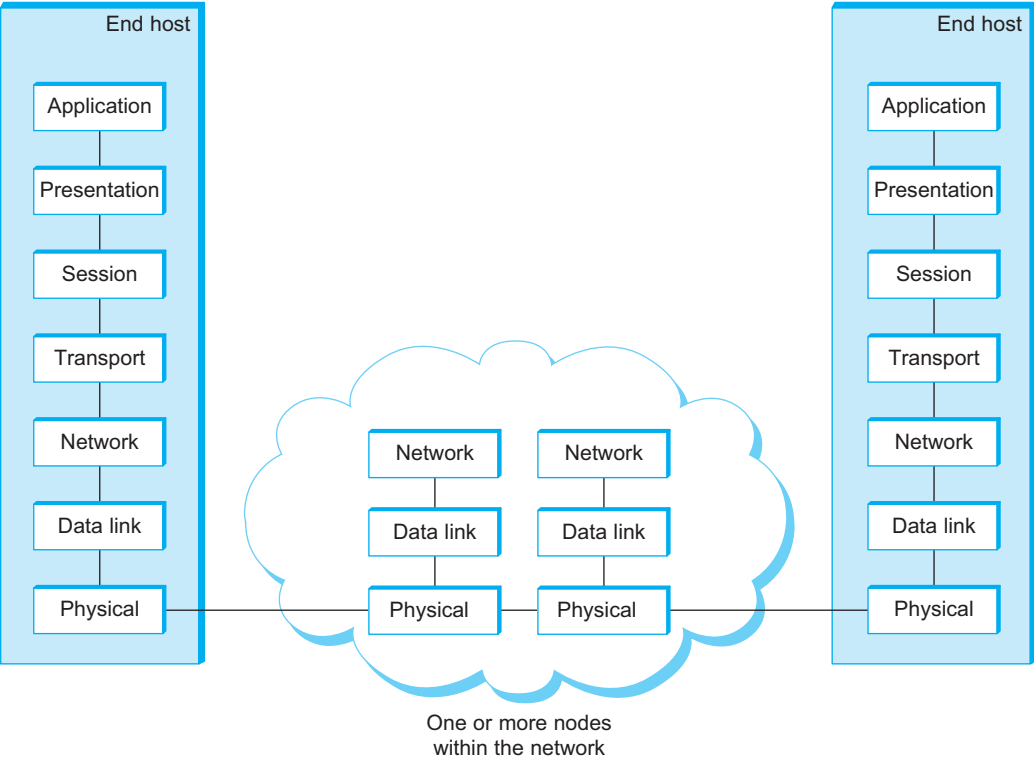 End host
Application
Presentation
Session
Transport
Network
Data link
Physical
Network
Data link
Physical
Network
Data link
Physical
One or more nodes
within the network
End host
Application
Presentation
Session
Transport
Network
Data link
Physical